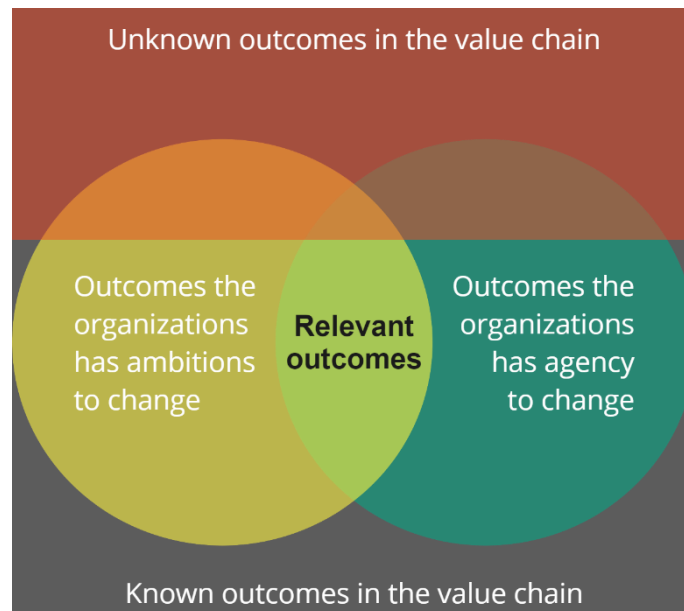 Unknown outcomes in the value chain
Outcomes the
organizations
has ambitions
to change
Relevant
outcomes
Outcomes the
organizations
has agency
to change
Known outcomes in the value chain